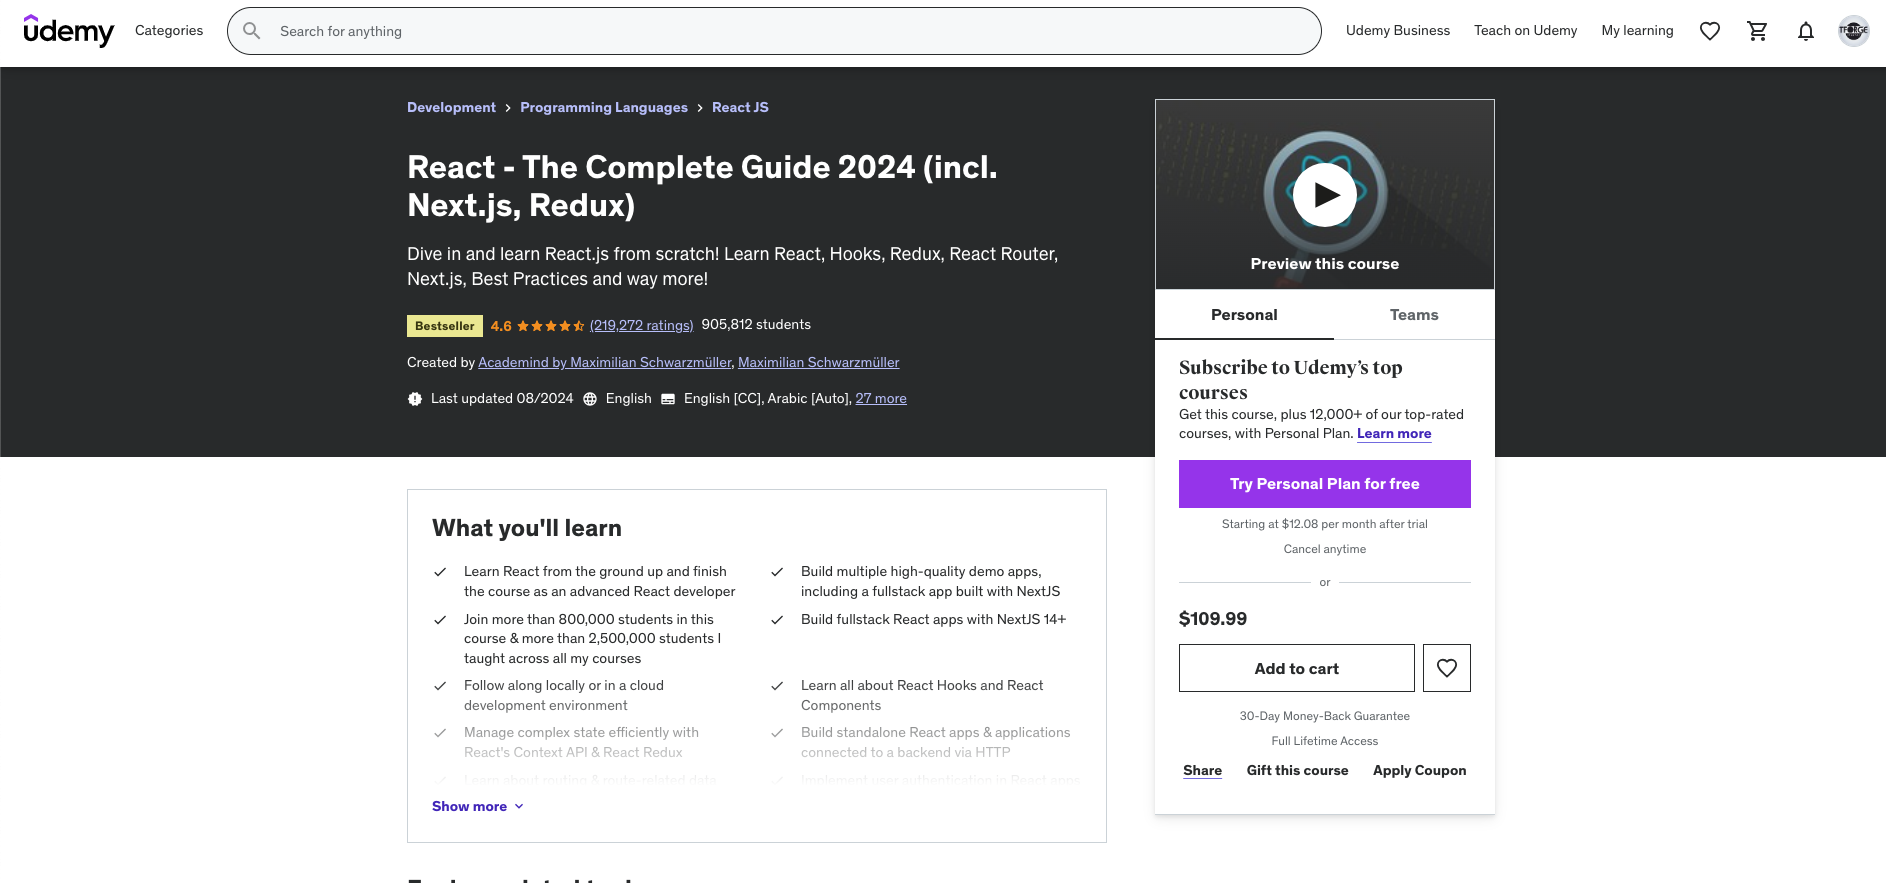 udemy
Categories
Search for anything
Udemy Business
Teach on Udemy
My learning
Development > Programming Languages > React JS
React - The Complete Guide 2024 (incl.
Next.js, Redux)
Dive in and learn React.js from scratch! Learn React, Hooks, Redux, React Router,
Next.js, Best Practices and way more!
Bestseller 4.6 (219,272 ratings) 905,812 students
Created by Academind by Maximilian Schwarzmüller, Maximilian Schwarzmüller
Last updated 08/2024 English English [CC], Arabic [Auto], 27 more
Preview this course
Personal
Teams
Subscribe to Udemy’s top
courses
Get this course, plus 12,000+ of our top-rated
courses, with Personal Plan. Learn more
Try Personal Plan for free
Starting at $12.08 per month after trial
Cancel anytime
or
$109.99
Add to cart
30-Day Money-Back Guarantee
Full Lifetime Access
Share
Gift this course
Apply Coupon
What you'll learn
Learn React from the ground up and finish
the course as an advanced React developer
Build multiple high-quality demo apps,
including a fullstack app built with NextJS
Join more than 800,000 students in this
course & more than 2,500,000 students I
taught across all my courses
Build fullstack React apps with NextJS 14+
Follow along locally or in a cloud
development environment
Learn all about React Hooks and React
Components
Manage complex state efficiently with
React's Context API & React Redux
Build standalone React apps & applications
connected to a backend via HTTP
Learn about routing & route-related data
Implement user authentication in React apps
Show more